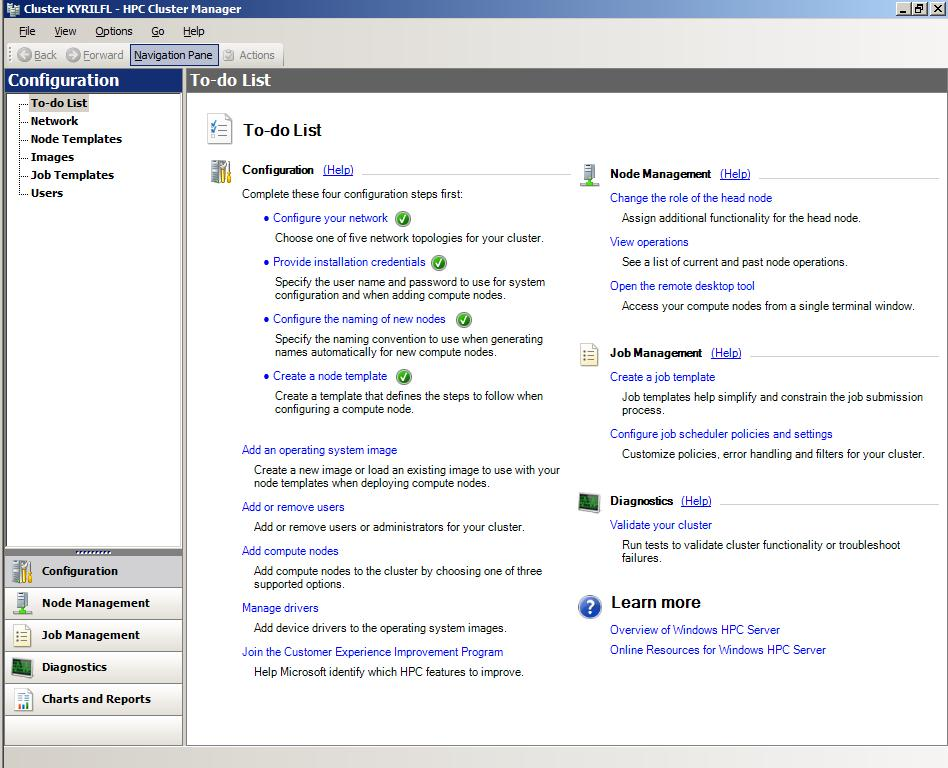 Cluster KYRILFL - HPC Cluster Manager
File View Options Go Help
Back Forward Navigation Pane Actions
Configuration
To-do List
Network
Node Templates
Images
Job Templates
Users
Configuration
Node Management
Job Management
Diagnostics
Charts and Reports
To-do List
To-do List
Configuration (Help)
Complete these four configuration steps first:
• Configure your network
Choose one of five network topologies for your cluster.
• Provide installation credentials
Specify the user name and password to use for system
configuration and when adding compute nodes.
• Configure the naming of new nodes
Specify the naming convention to use when generating
names automatically for new compute nodes.
• Create a node template
Create a template that defines the steps to follow when
configuring a compute node.
Add an operating system image
Create a new image or load an existing image to use with your
node templates when deploying compute nodes.
Add or remove users
Add or remove users or administrators for your cluster.
Add compute nodes
Add compute nodes to the cluster by choosing one of three
supported options.
Manage drivers
Add device drivers to the operating system images.
Join the Customer Experience Improvement Program
Help Microsoft identify which HPC features to improve.
Node Management (Help)
Change the role of the head node
Assign additional functionality for the head node.
View operations
See a list of current and past node operations.
Open the remote desktop tool
Access your compute nodes from a single terminal window.
Job Management (Help)
Create a job template
Job templates help simplify and constrain the job submission
process.
Configure job scheduler policies and settings
Customize policies, error handling and filters for your cluster.
Diagnostics (Help)
Validate your cluster
Run tests to validate cluster functionality or troubleshoot
failures.
Learn more
Overview of Windows HPC Server
Online Resources for Windows HPC Server